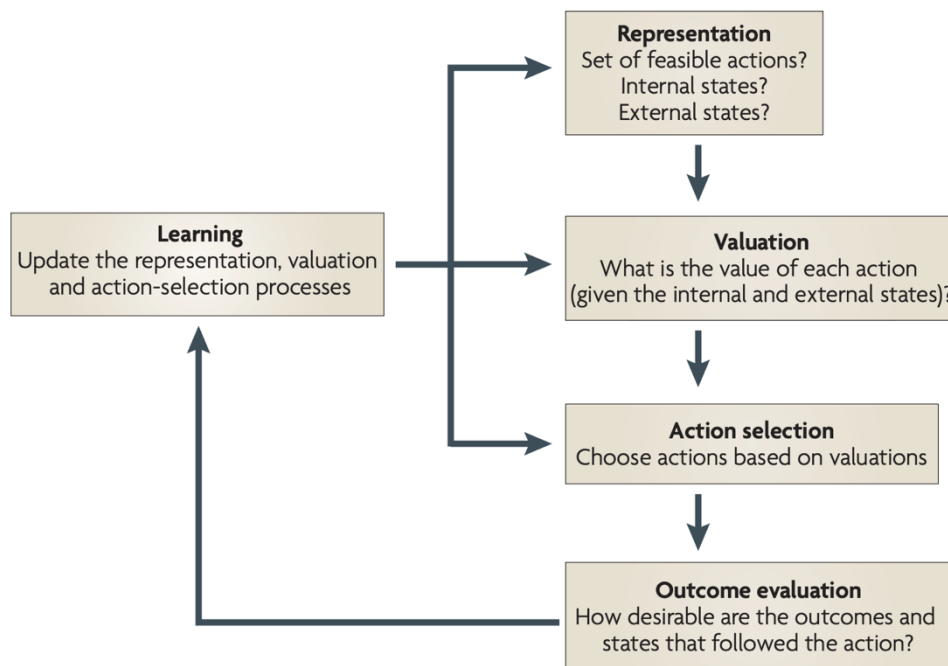 Representation
Set of feasible actions?
Internal states?
External states?
Learning
Update the representation, valuation
and action-selection processes
Valuation
What is the value of each action
(given the internal and external states)?
Action selection
Choose actions based on valuations
Outcome evaluation
How desirable are the outcomes and
states that followed the action?